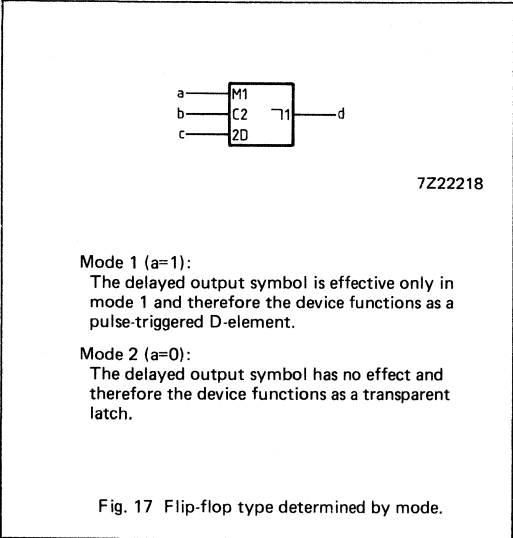 a M1
b C2 ⌝1 d
c 2D
7Z22218
Mode 1 (a=1):
The delayed output symbol is effective only in
mode 1 and therefore the device functions as a
pulse-triggered D-element.
Mode 2 (a=0):
The delayed output symbol has no effect and
therefore the device functions as a transparent
latch.
Fig. 17 Flip-flop type determined by mode.